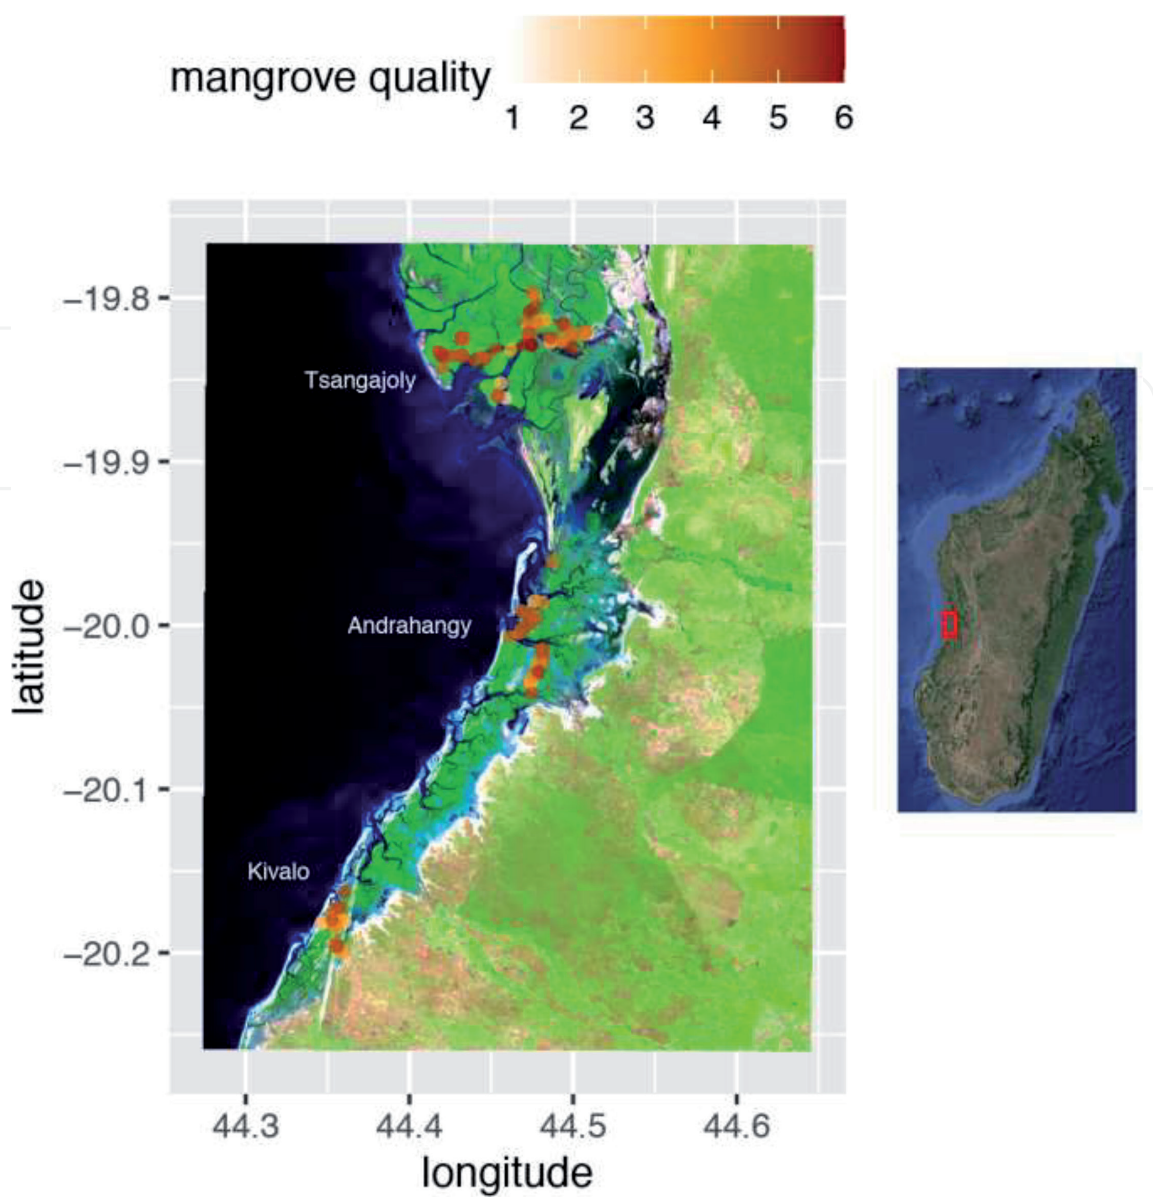 mangrove quality
1 2 3 4 5 6
−19.8
Tsangajoly
−19.9
Andrahangy
−20.0
−20.1
Kivalo
−20.2
latitude
44.3 44.4 44.5 44.6
longitude